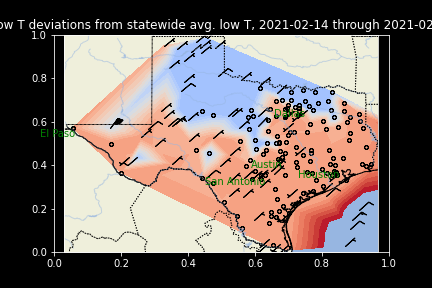 ow T deviations from statewide avg. low T, 2021-02-14 through 2021-02
1.0
0.8
0.6
0.4
0.2
0.0
Dallas
El Paso
Austin
Houston
San Antonio
0.0 0.2 0.4 0.6 0.8 1.0